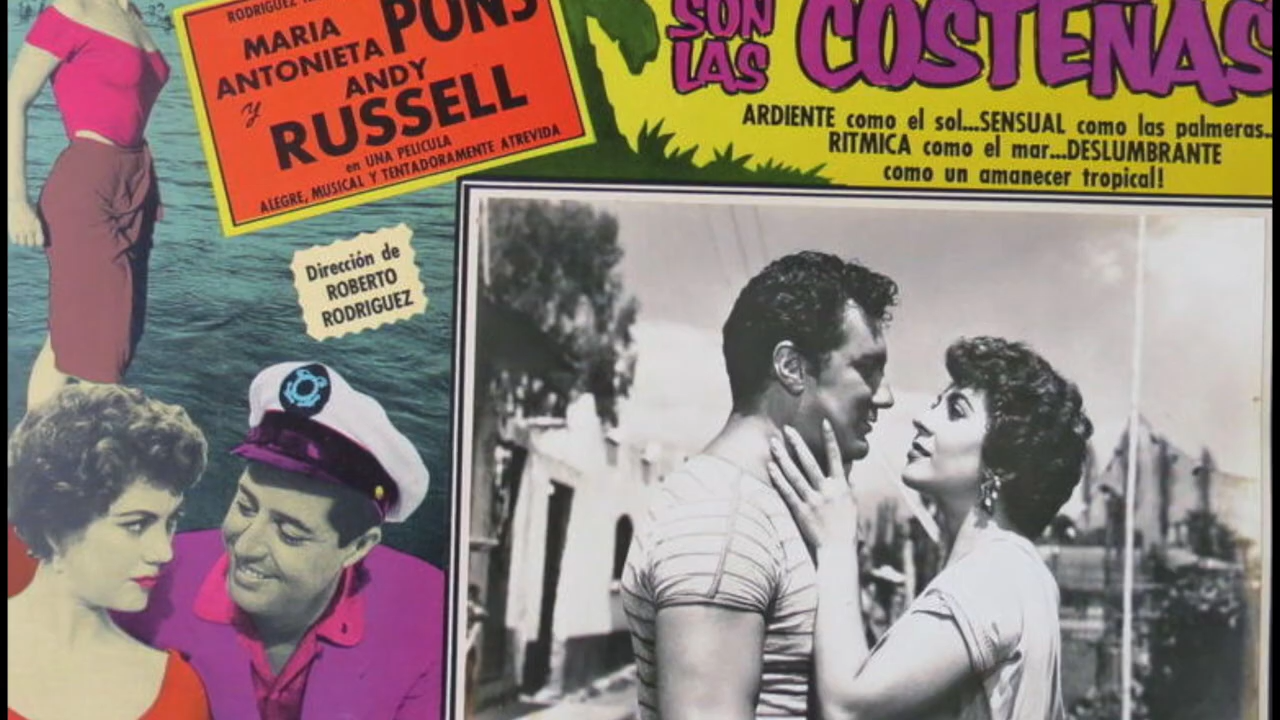 RODRIGUEZ
MARIA
ANTONIETA PONS
y ANDY
RUSSELL
en UNA PELICULA
ALEGRE, MUSICAL Y TENTADORAMENTE ATREVIDA
Dirección de
ROBERTO
RODRIGUEZ
SON
LAS COSTEÑAS
ARDIENTE como el sol...SENSUAL como las palmeras...
RITMICA como el mar...DESLUMBRANTE
como un amanecer tropical!